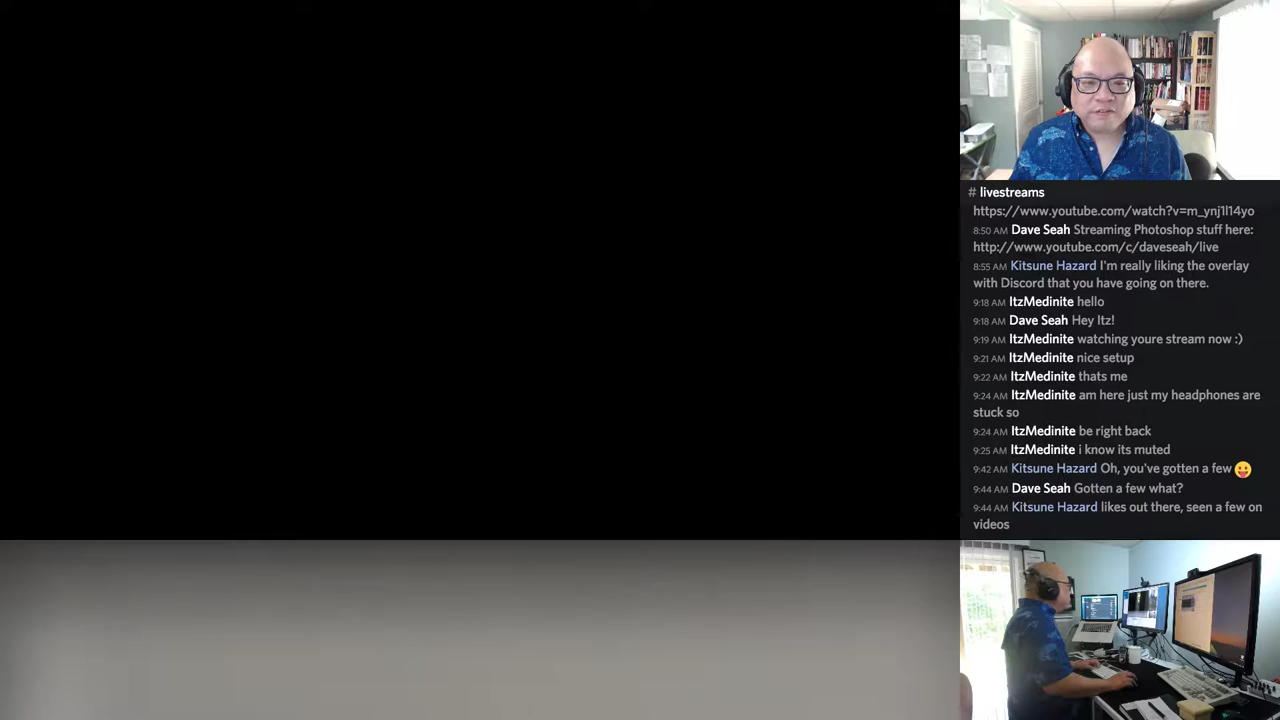 # livestreams
https://www.youtube.com/watch?v=m_ynj1l14yo
8:50 AM Dave Seah Streaming Photoshop stuff here:
http://www.youtube.com/c/daveseah/live
8:55 AM Kitsune Hazard I'm really liking the overlay
with Discord that you have going on there.
9:18 AM ItzMedinite hello
9:18 AM Dave Seah Hey Itz!
9:19 AM ItzMedinite watching youre stream now :)
9:21 AM ItzMedinite nice setup
9:22 AM ItzMedinite thats me
9:24 AM ItzMedinite am here just my headphones are
stuck so
9:24 AM ItzMedinite be right back
9:25 AM ItzMedinite i know its muted
9:42 AM Kitsune Hazard Oh, you've gotten a few 😛
9:44 AM Dave Seah Gotten a few what?
9:44 AM Kitsune Hazard likes out there, seen a few on
videos